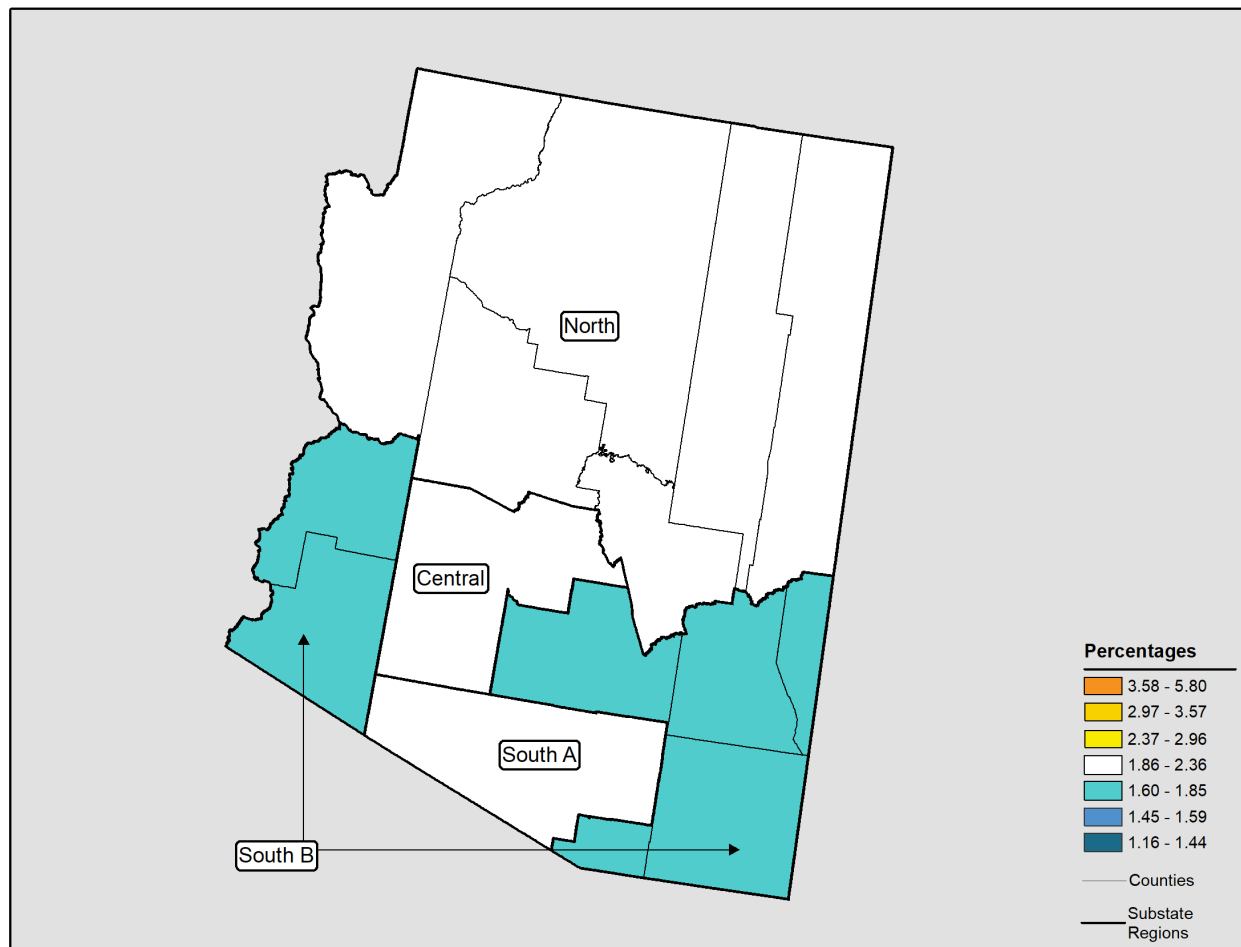 North
Central
South A
South B
Percentages
3.58 - 5.80
2.97 - 3.57
2.37 - 2.96
1.86 - 2.36
1.60 - 1.85
1.45 - 1.59
1.16 - 1.44
Counties
Substate
Regions